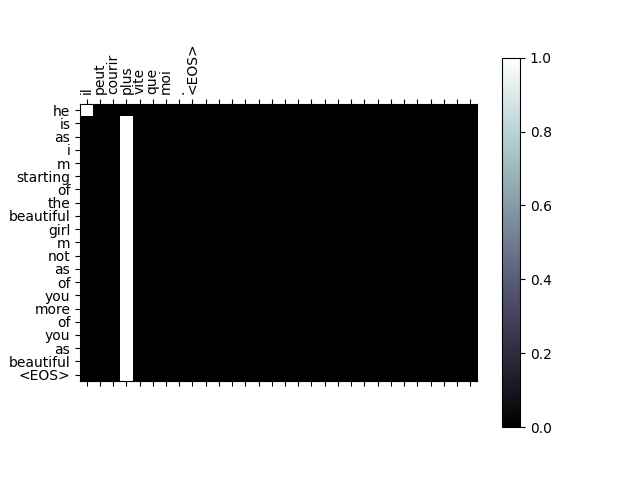 il
peut
courir
plus
vite
que
moi
.
<EOS>
he
is
as
i
m
starting
of
the
beautiful
girl
m
not
as
of
you
more
of
you
as
beautiful
<EOS>
1.0
0.8
0.6
0.4
0.2
0.0